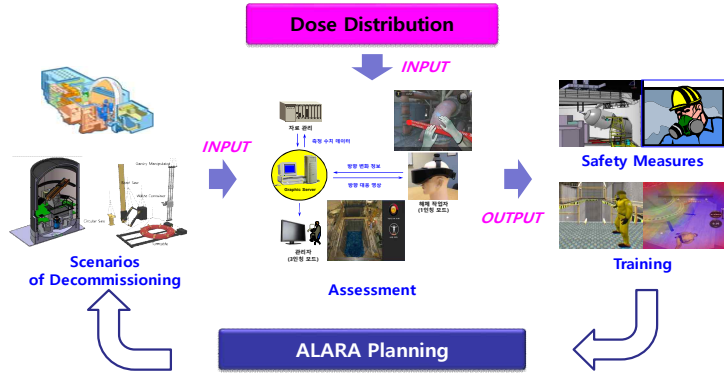 Dose Distribution
INPUT
INPUT
자료 관리
측정 수치 데이터
Graphic Server
방향 변화 정보
방향 대응 영상
해체 작업자
(1인칭 모드)
관리자
(3인칭 모드)
Assessment
OUTPUT
Circular Saw
Scenarios
of Decommissioning
Safety Measures
Training
ALARA Planning